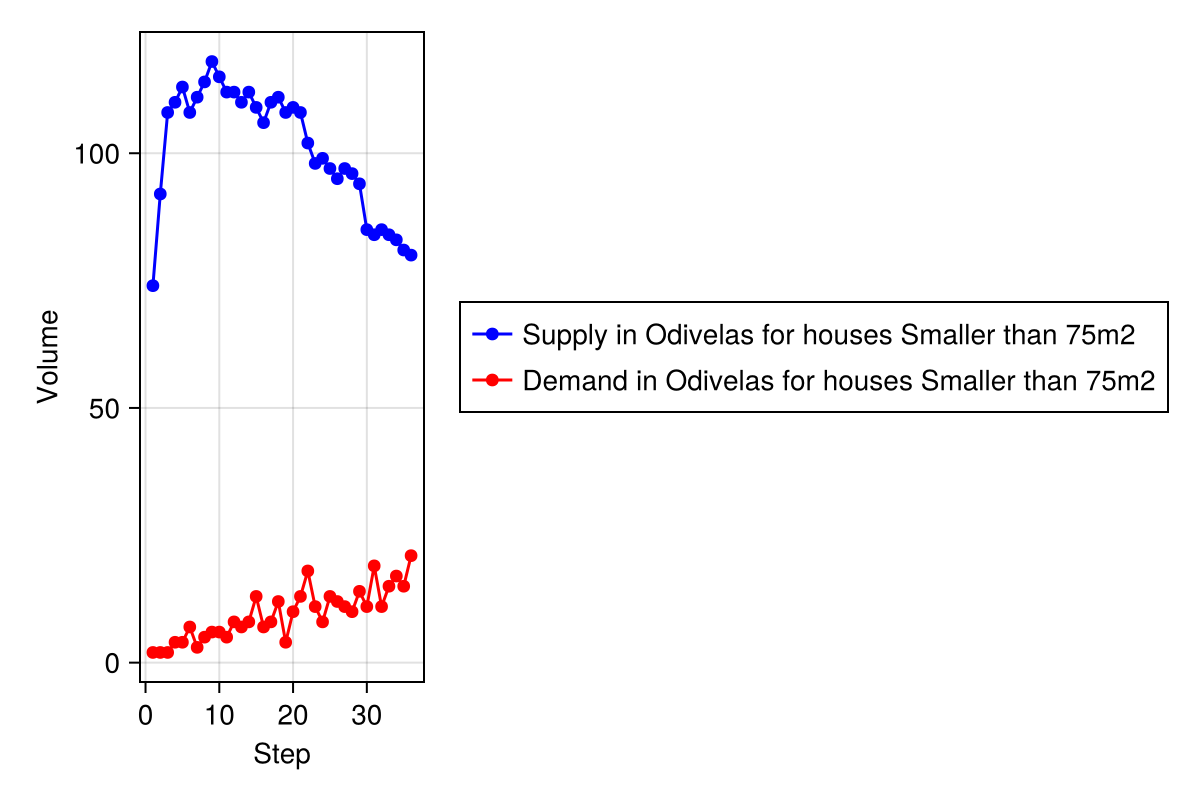 Volume
100
50
0
0 10 20 30
Step
Supply in Odivelas for houses Smaller than 75m2
Demand in Odivelas for houses Smaller than 75m2